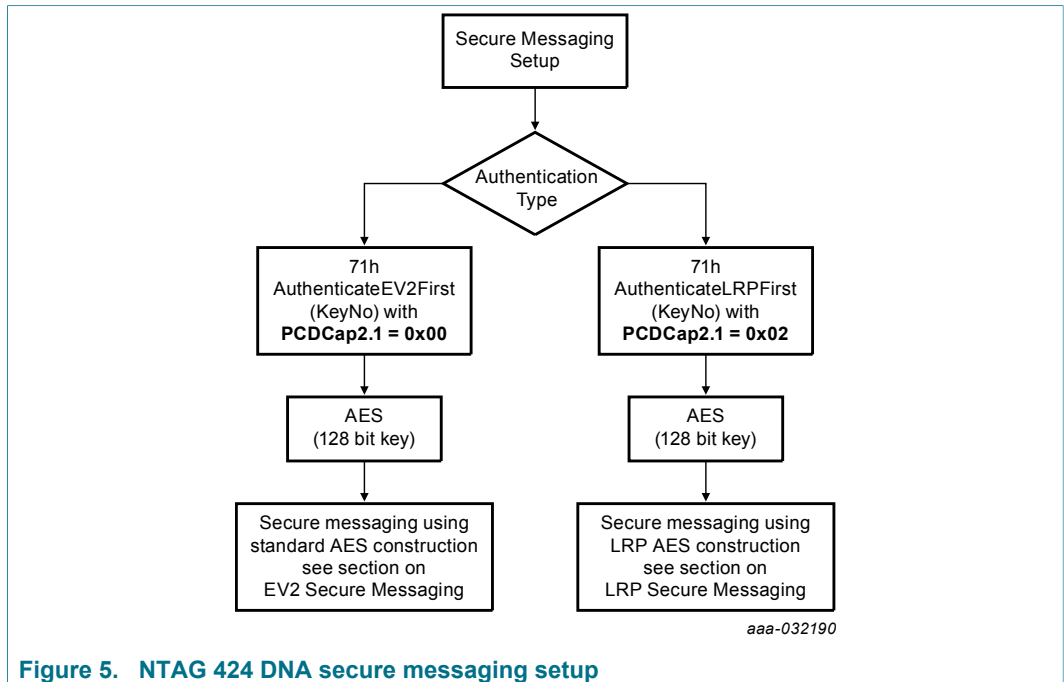 Secure Messaging
Setup
Authentication
Type
71h
AuthenticateEV2First
(KeyNo) with
PCDCap2.1 = 0x00
71h
AuthenticateLRPFirst
(KeyNo) with
PCDCap2.1 = 0x02
AES
(128 bit key)
AES
(128 bit key)
Secure messaging using
standard AES construction
see section on
EV2 Secure Messaging
Secure messaging using
LRP AES construction
see section on
LRP Secure Messaging
aaa-032190
Figure 5. NTAG 424 DNA secure messaging setup